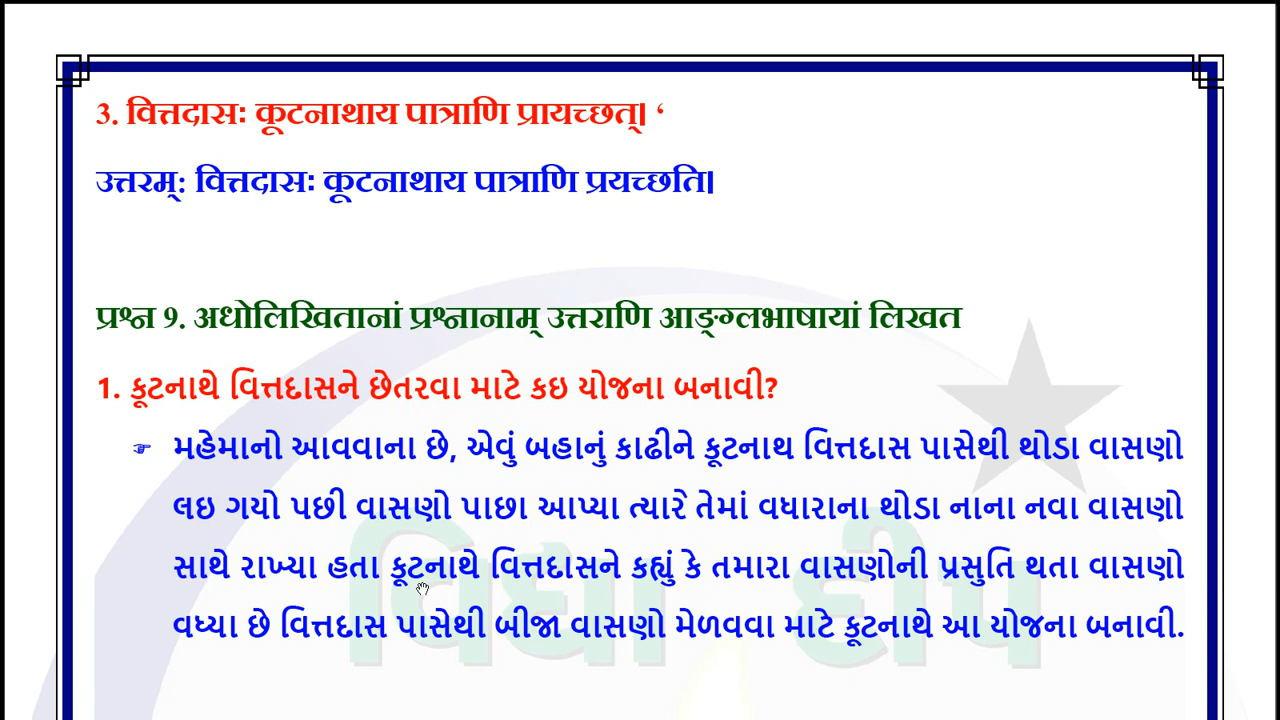 3. वित्तदासः कूटनाथाय पात्राणि प्रायच्छत्। ‘
उत्तरम्: वित्तदासः कूटनाथाय पात्राणि प्रयच्छति।
प्रश्न 9. अधोलिखितानां प्रश्नानाम् उत्तराणि आङ्ग्लभाषायां लिखत
1. કૂટનાથે વિત્તદાસને છેતરવા માટે કઇ યોજના બનાવી?
☞ મહેમાનો આવવાના છે, એવું બહાનું કાઢીને કૂટનાથ વિત્તદાસ પાસેથી થોડા વાસણો
લઇ ગયો પછી વાસણો પાછા આપ્યા ત્યારે તેમાં વધારાના થોડા નાના નવા વાસણો
સાથે રાખ્યા હતા કૂટનાથે વિત્તદાસને કહ્યું કે તમારા વાસણોની પ્રસુતિ થતા વાસણો
વધ્યા છે વિત્તદાસ પાસેથી બીજા વાસણો મેળવવા માટે કૂટનાથે આ યોજના બનાવી.
વિદ્યા દીપ